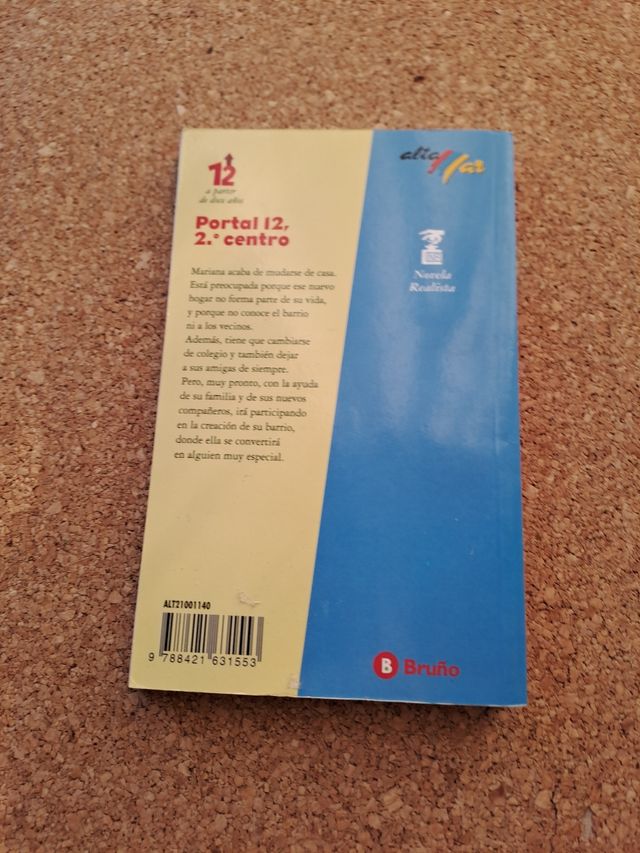 12
a partir
de doce años
Portal 12,
2.º centro
Mariana acaba de mudarse de casa.
Está preocupada porque ese nuevo
hogar no forma parte de su vida,
y porque no conoce el barrio
ni a los vecinos.
Además, tiene que cambiarse
de colegio y también dejar
a sus amigas de siempre.
Pero, muy pronto, con la ayuda
de su familia y de sus nuevos
compañeros, irá participando
en la creación de su barrio,
donde ella se convertirá
en alguien muy especial.
ALT21001140
9 788421 631553
alta Mar
Novela
Realista
B Bruño